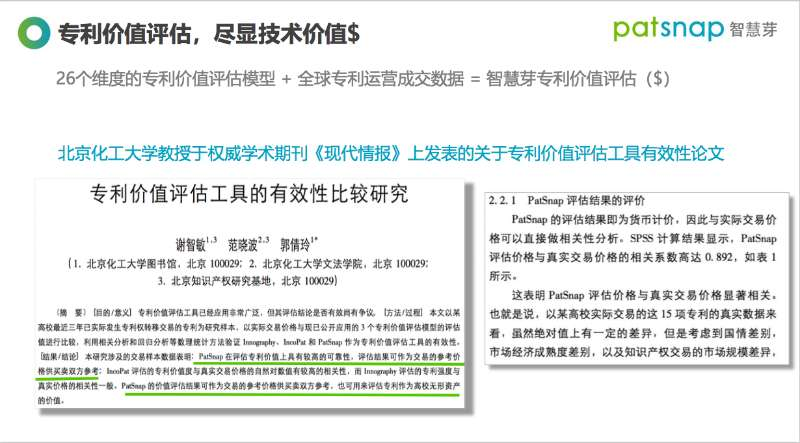 专利价值评估，尽显技术价值$
patsnap 智慧芽
26个维度的专利价值评估模型 + 全球专利运营成交数据 = 智慧芽专利价值评估（$）
北京化工大学教授于权威学术期刊《现代情报》上发表的关于专利价值评估工具有效性论文
专利价值评估工具的有效性比较研究
谢智敏1,3 范晓波2,3 郭倩玲1*
(1. 北京化工大学图书馆，北京 100029；2. 北京化工大学文法学院，北京 100029；
3. 北京知识产权研究基地，北京 100029)
〔摘 要〕〔目的/意义〕专利价值评估工具已经应用非常广泛，但其评估结论是否有效尚有争议。〔方法/过程〕本文以某
高校最近三年已实际发生专利权转移交易的专利为研究样本，以实际交易价格与现已公开应用的 3 个专利价值评估模型的评估
值进行比较，利用相关分析和回归分析等数理统计方法验证 Innography、IncoPat 和 PatSnap 作为专利价值评估工具的有效性。
〔结果/结论〕本研究涉及的交易样本数据表明：PatSnap 在评估专利价值上具有较高的可靠性，评估结果可作为交易的参考价
格供买卖双方参考；IncoPat 评估的专利价值度与真实交易价格的自然对数值有较高的相关性，而 Innography 评估的专利强度与
真实价格的相关性一般。PatSnap 的价值评估结果可作为交易的参考价格供买卖双方参考，也可用来评估专利作为高校无形资产
的价值。
2. 2. 1 PatSnap 评估结果的评价
PatSnap 的评估结果即为货币计价，因此与实际交易价
格可以直接做相关性分析。SPSS 计算结果显示，PatSnap
评估价格与真实交易价格的相关系数高达 0. 892，如表 1
所示。
这表明 PatSnap 评估价格与真实交易价格显著相关。
也就是说，以某高校实际交易的这 15 项专利的真实数据来
看，虽然绝对值上有一定的差异，但是考虑到国情差别，
市场经济成熟度差别，以及知识产权交易的市场规模差异，